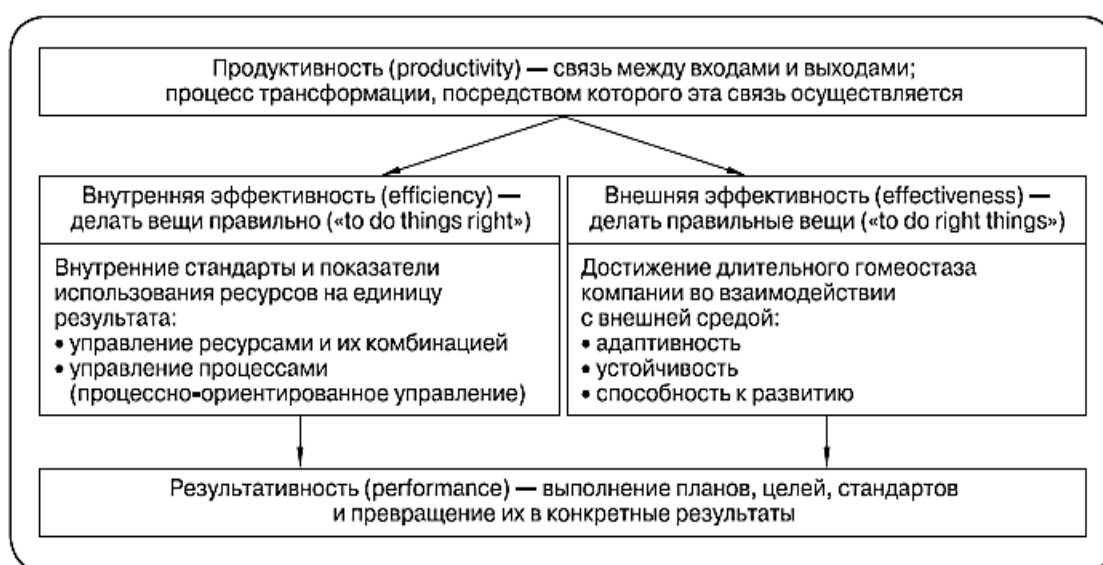 Продуктивность (productivity) — связь между входами и выходами;
процесс трансформации, посредством которого эта связь осуществляется
Внутренняя эффективность (efficiency) —
делать вещи правильно («to do things right»)
Внутренние стандарты и показатели
использования ресурсов на единицу
результата:
• управление ресурсами и их комбинацией
• управление процессами
(процессно-ориентированное управление)
Внешняя эффективность (effectiveness) —
делать правильные вещи («to do right things»)
Достижение длительного гомеостаза
компании во взаимодействии
с внешней средой:
• адаптивность
• устойчивость
• способность к развитию
Результативность (performance) — выполнение планов, целей, стандартов
и превращение их в конкретные результаты